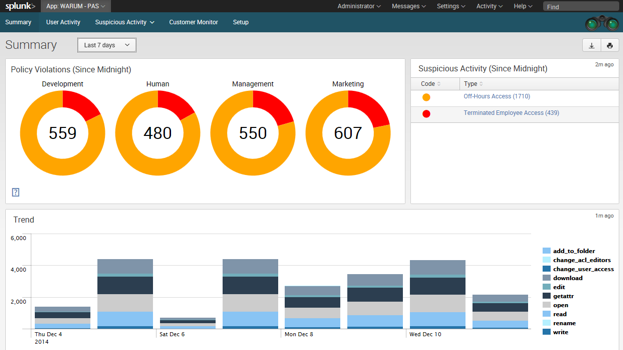 splunk> App: WARUM - PAS Administrator Messages Settings Activity Help Find
Summary User Activity Suspicious Activity Customer Monitor Setup
Summary Last 7 days
2m ago
Policy Violations (Since Midnight) Suspicious Activity (Since Midnight)
Development Human Management Marketing
Code Type
Off-Hours Access (1710)
Terminated Employee Access (439)
559 480 550 607
?
1m ago
Trend
6,000
4,000
2,000
add_to_folder
change_acl_editors
change_user_access
download
edit
getattr
open
read
rename
write
Thu Dec 4 Sat Dec 6 Mon Dec 8 Wed Dec 10
2014